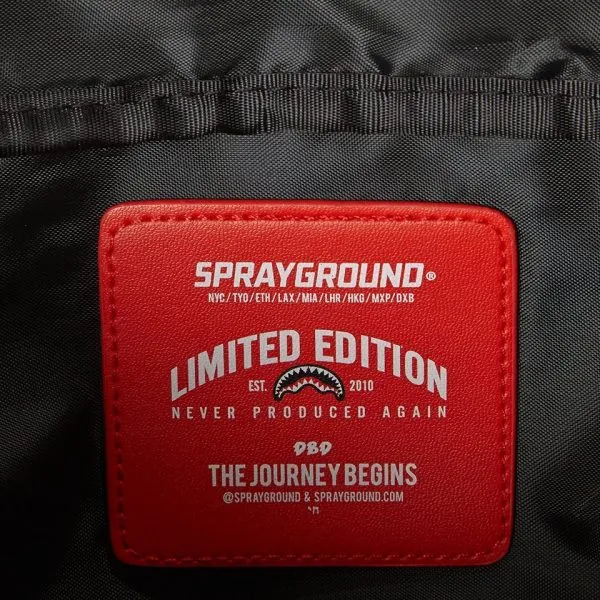 SPRAYGROUND®
NYC/TYO/ETH/LAX/MIA/LHR/HKG/MXP/DXB
LIMITED EDITION
EST. 2010
NEVER PRODUCED AGAIN
DBD
THE JOURNEY BEGINS
@SPRAYGROUND & SPRAYGROUND.COM